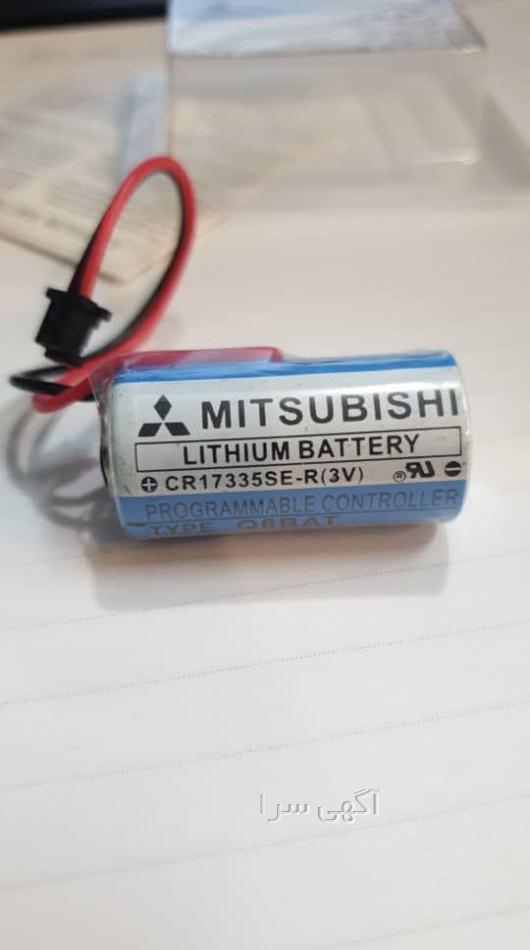 MITSUBISHI
LITHIUM BATTERY
CR17335SE-R(3V)
PROGRAMMABLE CONTROLLER
TYPE Q6BAT
آگهی سرا